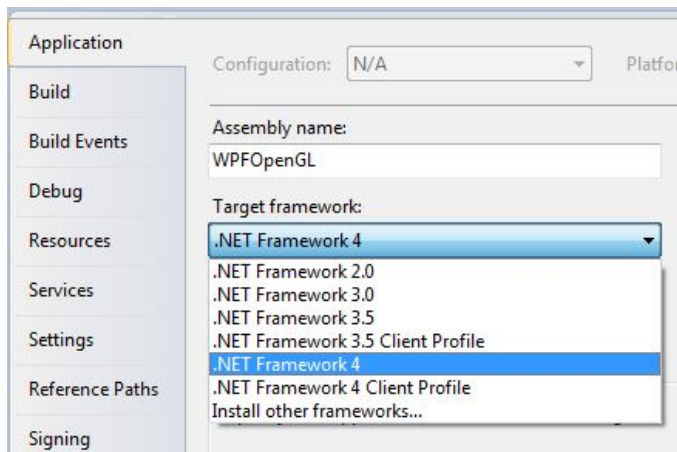 Application
Build
Build Events
Debug
Resources
Services
Settings
Reference Paths
Signing
Configuration: N/A
Assembly name:
WPFOpenGL
Target framework:
.NET Framework 4
.NET Framework 2.0
.NET Framework 3.0
.NET Framework 3.5
.NET Framework 3.5 Client Profile
.NET Framework 4
.NET Framework 4 Client Profile
Install other frameworks...